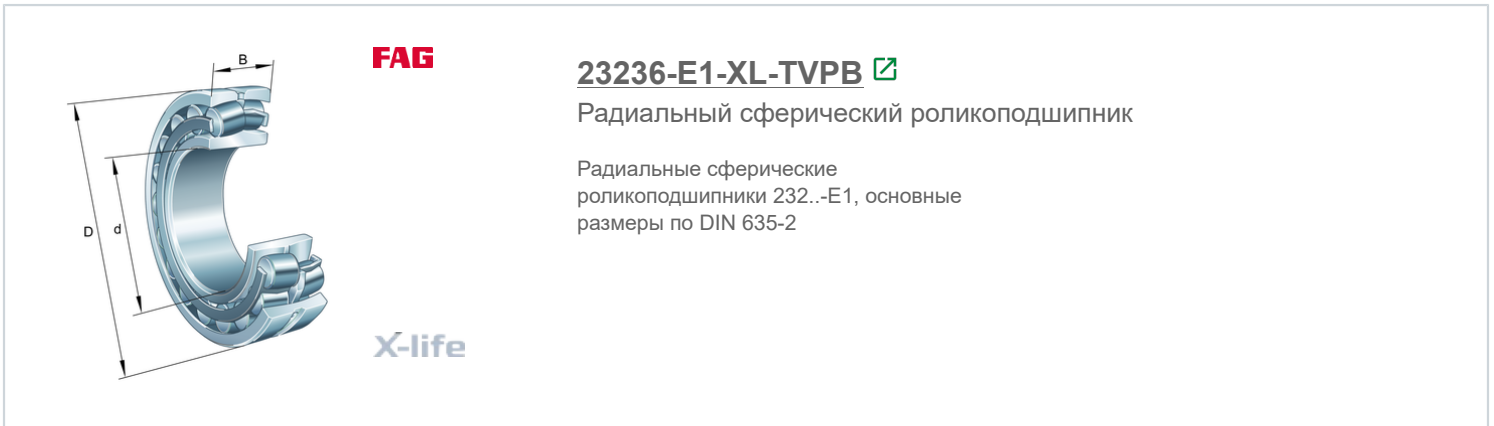 B
D
d
FAG
X-life
23236-E1-XL-TVPB
Радиальный сферический роликоподшипник
Радиальные сферические
роликоподшипники 232..-E1, основные
размеры по DIN 635-2